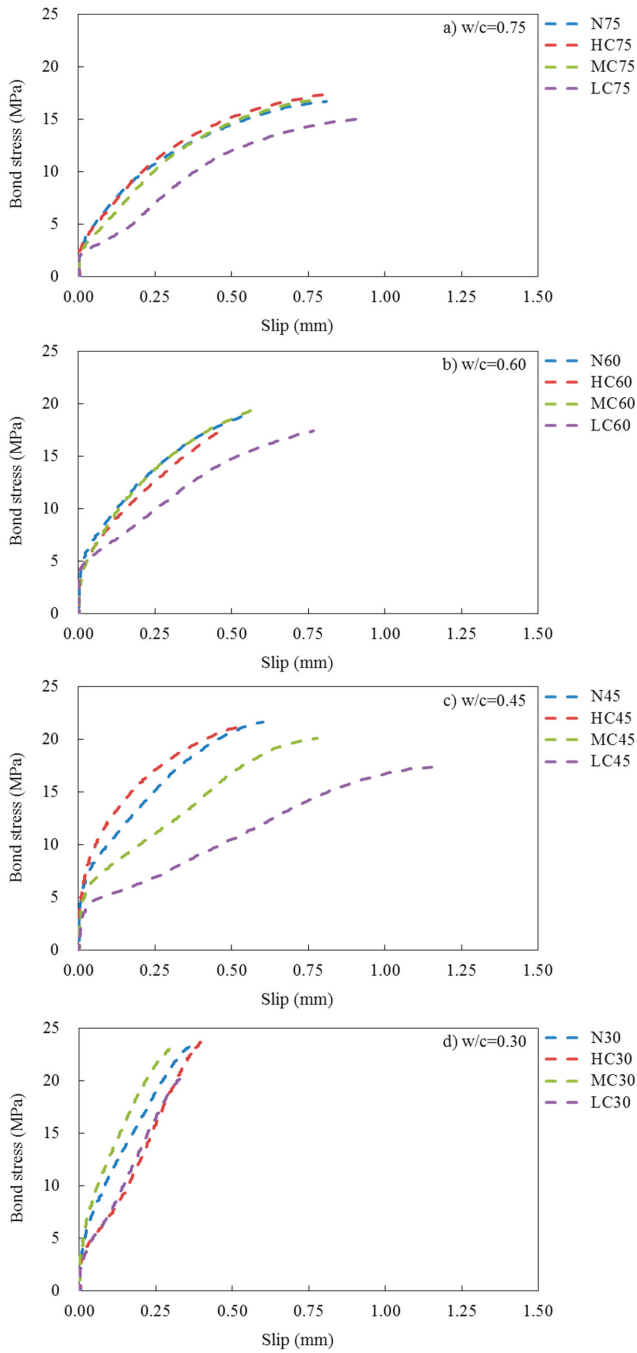 a) w/c=0.75
N75
HC75
MC75
LC75
Bond stress (MPa)
25
20
15
10
5
0
0.00 0.25 0.50 0.75 1.00 1.25 1.50
Slip (mm)
b) w/c=0.60
N60
HC60
MC60
LC60
Bond stress (MPa)
25
20
15
10
5
0
0.00 0.25 0.50 0.75 1.00 1.25 1.50
Slip (mm)
c) w/c=0.45
N45
HC45
MC45
LC45
Bond stress (MPa)
25
20
15
10
5
0
0.00 0.25 0.50 0.75 1.00 1.25 1.50
Slip (mm)
d) w/c=0.30
N30
HC30
MC30
LC30
Bond stress (MPa)
25
20
15
10
5
0
0.00 0.25 0.50 0.75 1.00 1.25 1.50
Slip (mm)